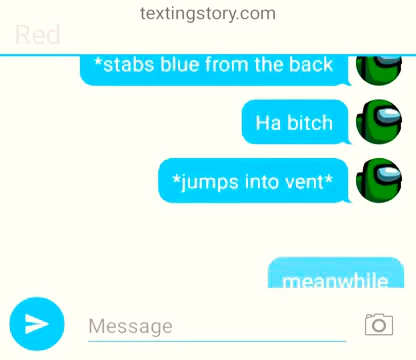 textingstory.com
Red
*stabs blue from the back
Ha bitch
*jumps into vent*
meanwhile
Message